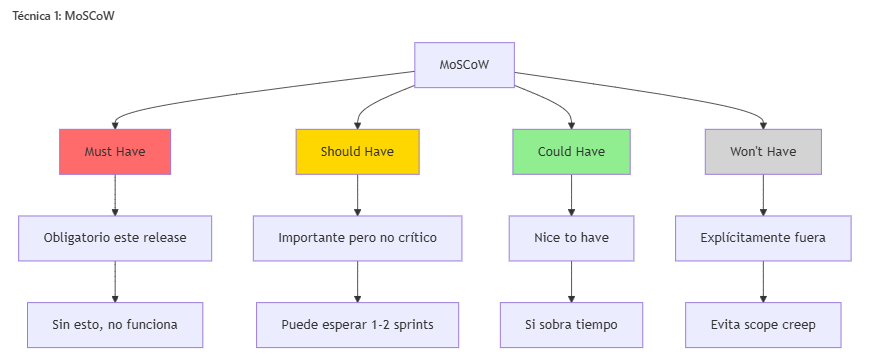 Técnica 1: MoSCoW
MoSCoW
Must Have
Should Have
Could Have
Won't Have
Obligatorio este release
Importante pero no crítico
Nice to have
Explícitamente fuera
Sin esto, no funciona
Puede esperar 1-2 sprints
Si sobra tiempo
Evita scope creep